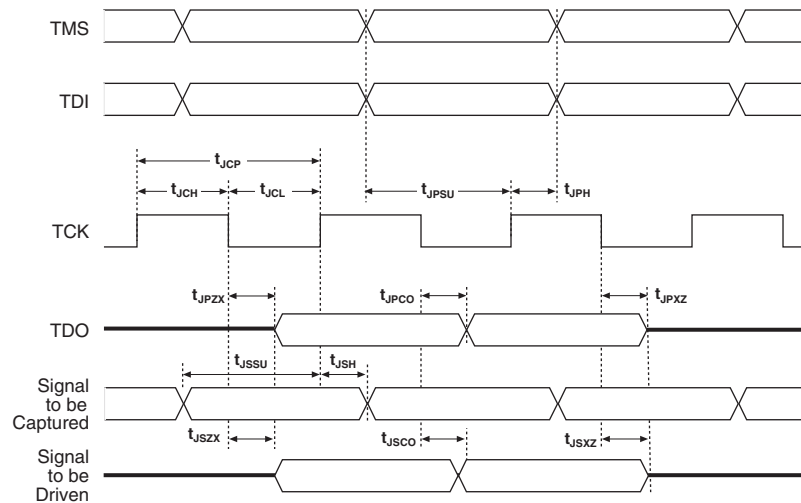 TMS
TDI
tJCP
tJCH tJCL tJPSU tJPH
TCK
tJPZX tJPCO tJPXZ
TDO
tJSSU tJSH
Signal
to be
Captured
tJSZX tJSCO tJSXZ
Signal
to be
Driven